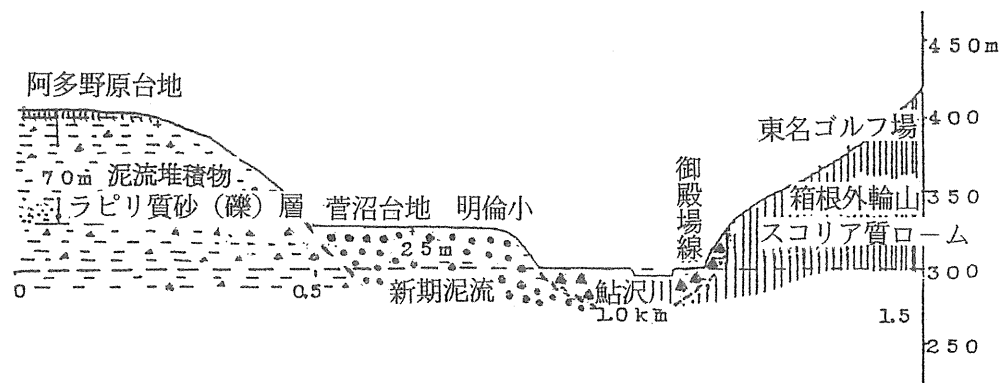 450m
阿多野原台地
400
東名ゴルフ場
御殿場線
70m 泥流堆積物
ラピリ質砂（礫）層
菅沼台地 明倫小
350
箱根外輪山
スコリア質ローム
25m
300
0
0.5
新期泥流
鮎沢川
1.0km
1.5
250